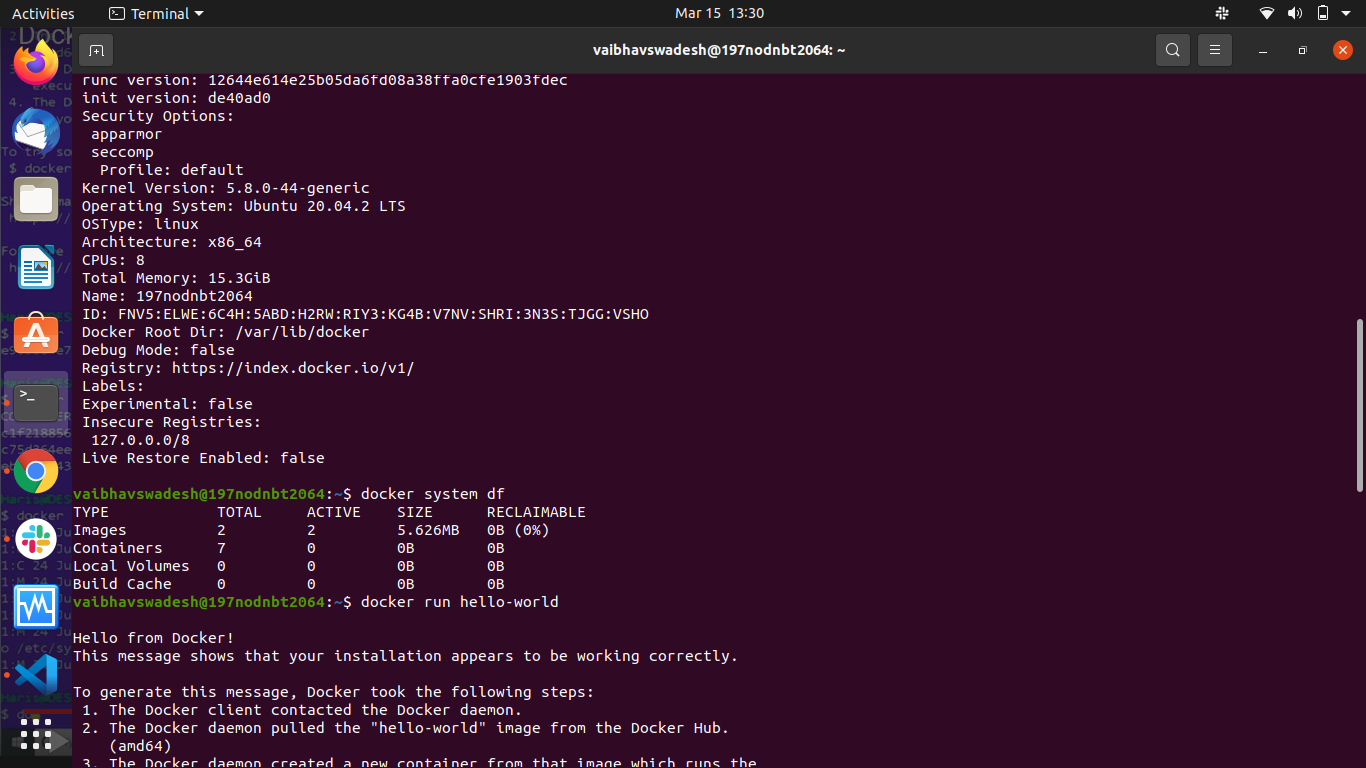 Activities
Terminal
Mar 15 13:30
vaibhavswadesh@197nodnbt2064: ~
runc version: 12644e614e25b05da6fd08a38ffa0cfe1903fdec
init version: de40ad0
Security Options:
apparmor
seccomp
Profile: default
Kernel Version: 5.8.0-44-generic
Operating System: Ubuntu 20.04.2 LTS
OSType: linux
Architecture: x86_64
CPUs: 8
Total Memory: 15.3GiB
Name: 197nodnbt2064
ID: FNV5:ELWE:6C4H:5ABD:H2RW:RIY3:KG4B:V7NV:SHRI:3N3S:TJGG:VSHO
Docker Root Dir: /var/lib/docker
Debug Mode: false
Registry: https://index.docker.io/v1/
Labels:
Experimental: false
Insecure Registries:
127.0.0.0/8
Live Restore Enabled: false
vaibhavswadesh@197nodnbt2064:~$ docker system df
TYPE TOTAL ACTIVE SIZE RECLAIMABLE
Images 2 2 5.626MB 0B (0%)
Containers 7 0 0B 0B
Local Volumes 0 0 0B 0B
Build Cache 0 0 0B 0B
vaibhavswadesh@197nodnbt2064:~$ docker run hello-world
Hello from Docker!
This message shows that your installation appears to be working correctly.
To generate this message, Docker took the following steps:
1. The Docker client contacted the Docker daemon.
2. The Docker daemon pulled the "hello-world" image from the Docker Hub.
(amd64)
3. The Docker daemon created a new container from that image which runs the